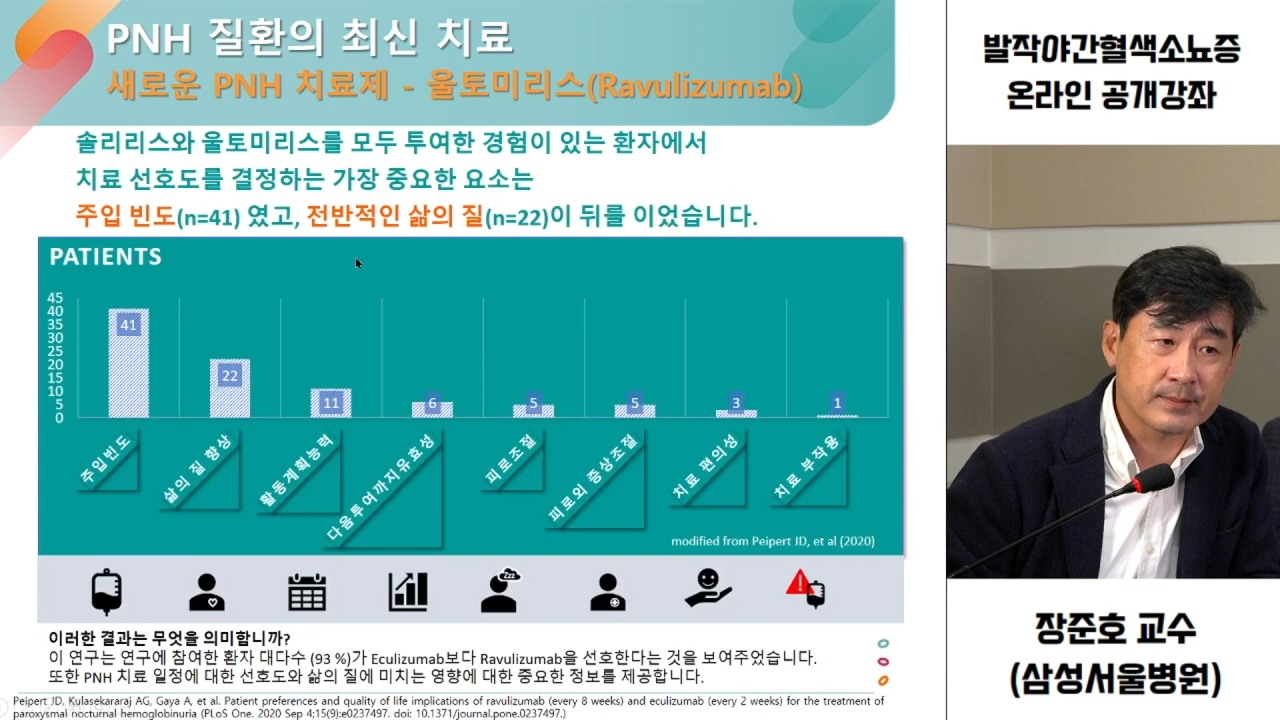 PNH 질환의 최신 치료
새로운 PNH 치료제 - 울토미리스(Ravulizumab)
솔리리스와 울토미리스를 모두 투여한 경험이 있는 환자에서
치료 선호도를 결정하는 가장 중요한 요소는
주입 빈도(n=41) 였고, 전반적인 삶의 질(n=22)이 뒤를 이었습니다.
PATIENTS
45
40
35
30
25
20
15
10
5
0
41
22
11
6
5
5
3
1
주입빈도
삶의 질 향상
활동계획능력
다음투여까지유효성
피로조절
피로외 증상조절
치료 편의성
치료 부작용
modified from Peipert JD, et al (2020)
Zzz
이러한 결과는 무엇을 의미합니까?
이 연구는 연구에 참여한 환자 대다수 (93 %)가 Eculizumab보다 Ravulizumab을 선호한다는 것을 보여주었습니다.
또한 PNH 치료 일정에 대한 선호도와 삶의 질에 미치는 영향에 대한 중요한 정보를 제공합니다.
Peipert JD, Kulasekararaj AG, Gaya A, et al. Patient preferences and quality of life implications of ravulizumab (every 8 weeks) and eculizumab (every 2 weeks) for the treatment of
paroxysmal nocturnal hemoglobinuria (PLoS One. 2020 Sep 4;15(9):e0237497. doi: 10.1371/journal.pone.0237497.)
발작야간혈색소뇨증
온라인 공개강좌
장준호 교수
(삼성서울병원)